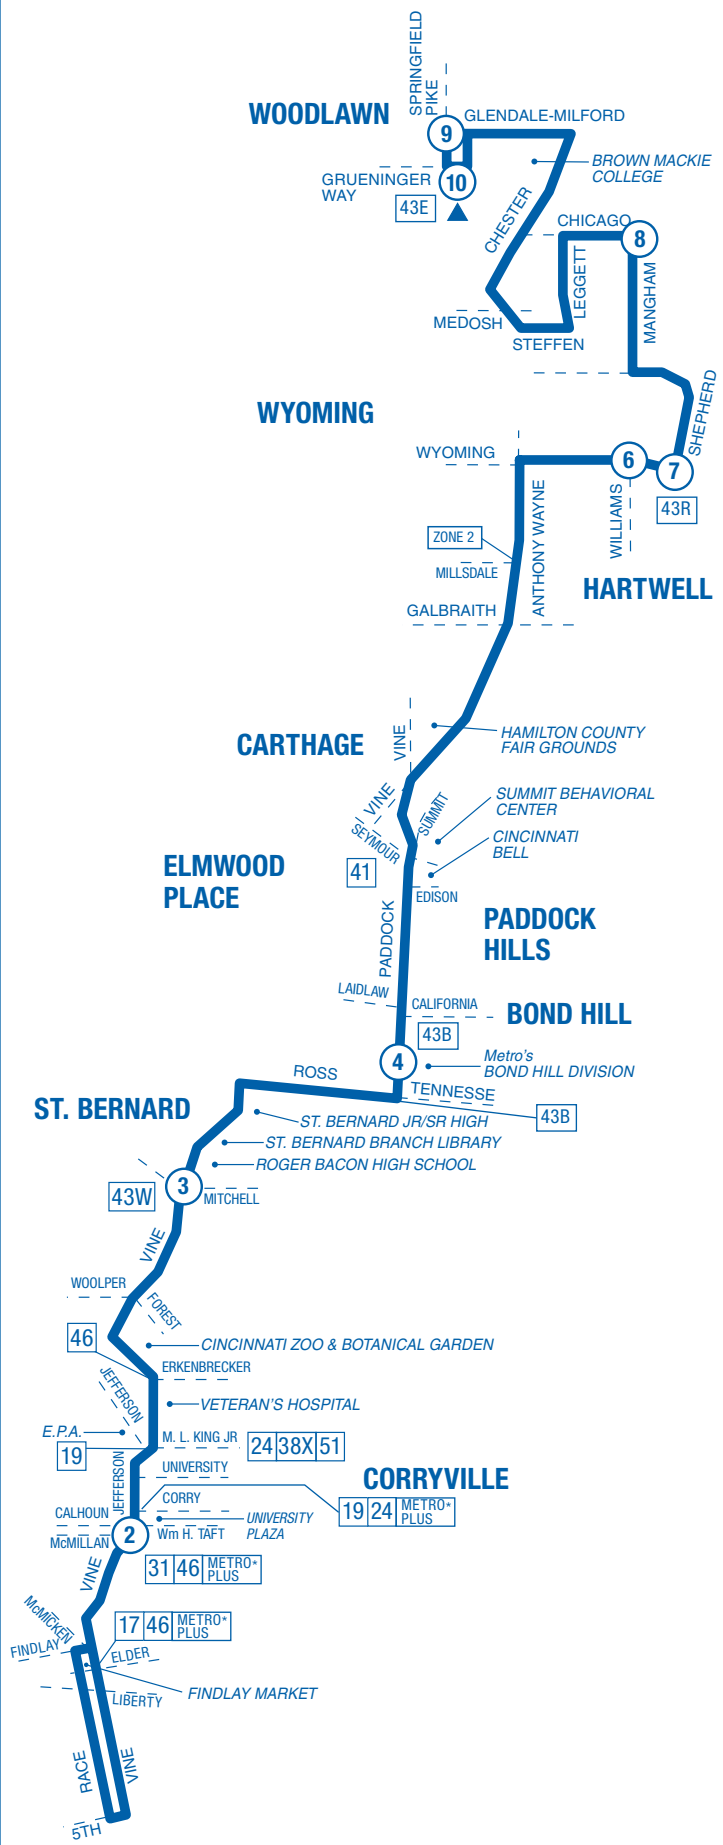 SPRINGFIELD
PIKE
WOODLAWN
9
GLENDALE-MILFORD
BROWN MACKIE
COLLEGE
GRUENINGER
WAY
10
43E
CHESTER
CHICAGO
8
LEGGETT
MANGHAM
MEDOSH
STEFFEN
SHEPHERD
WYOMING
WYOMING
6
7
43R
WILLIAMS
ANTHONY WAYNE
ZONE 2
MILLSDALE
HARTWELL
GALBRAITH
VINE
HAMILTON COUNTY
FAIR GROUNDS
CARTHAGE
VINE
SUMMIT
SUMMIT BEHAVIORAL
CENTER
SEYMOUR
CINCINNATI
BELL
ELMWOOD
PLACE
41
EDISON
PADDOCK
PADDOCK
HILLS
LAIDLAW
CALIFORNIA
BOND HILL
43B
4
Metro's
BOND HILL DIVISION
ROSS
TENNESSE
43B
ST. BERNARD
ST. BERNARD JR/SR HIGH
ST. BERNARD BRANCH LIBRARY
ROGER BACON HIGH SCHOOL
43W
3
MITCHELL
VINE
WOOLPER
FOREST
46
CINCINNATI ZOO & BOTANICAL GARDEN
ERKENBRECKER
JEFFERSON
VETERAN'S HOSPITAL
E.P.A.
19
M. L. KING JR
24 38X 51
UNIVERSITY
CORRYVILLE
JEFFERSON
CORRY
CALHOUN
UNIVERSITY
PLAZA
19 24 METRO*
PLUS
McMILLAN
2
Wm H. TAFT
31 46 METRO*
PLUS
VINE
McMICKEN
17 46 METRO*
PLUS
FINDLAY
ELDER
FINDLAY MARKET
LIBERTY
RACE
VINE
5TH